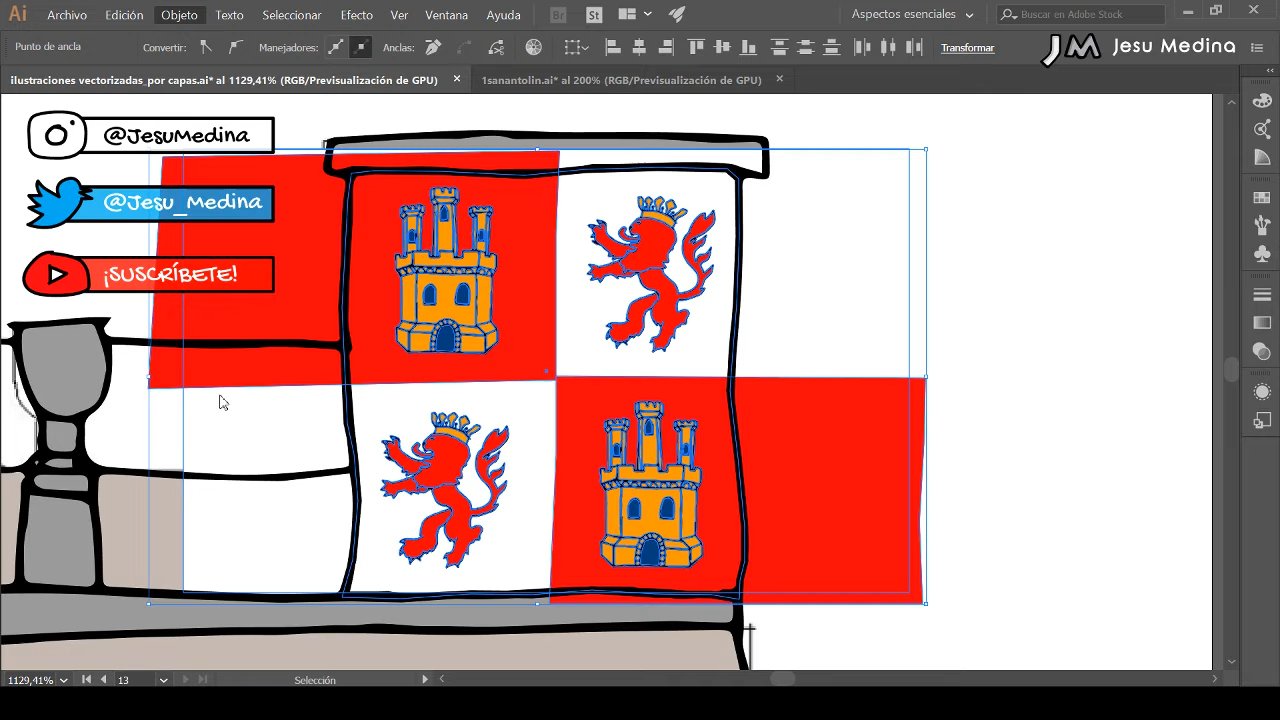 Ai Archivo Edición Objeto Texto Seleccionar Efecto Ver Ventana Ayuda Br St Aspectos esenciales Buscar en Adobe Stock
Punto de ancla Convertir: Manejadores: Anclas: Transformar JM Jesu Medina
ilustraciones vectorizadas_por capas.ai* al 1129,41% (RGB/Previsualización de GPU) × 1sanantolin.ai* al 200% (RGB/Previsualización de GPU) ×
@JesuMedina
@Jesu_Medina
¡SUSCRÍBETE!
1129,41% 13 Selección